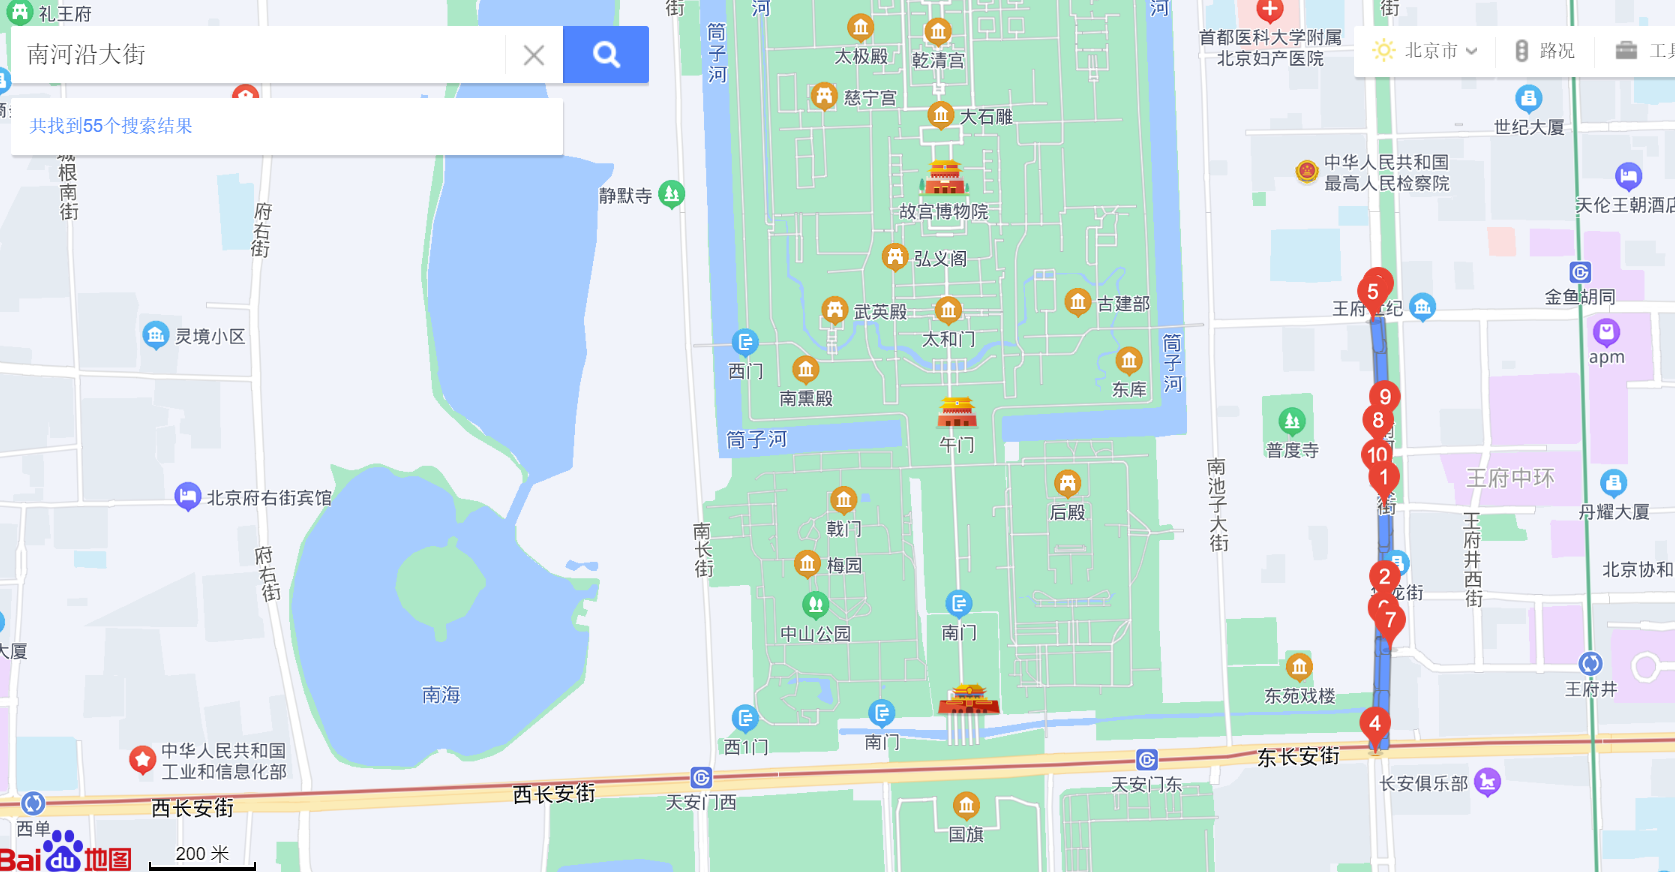 礼王府
街
河
河
街
筒子河
太极殿
乾清宫
首都医科大学附属
北京妇产医院
南河沿大街
北京市
路况
工具
慈宁宫
大石雕
世纪大厦
共找到55个搜索结果
城根南街
府右街
静默寺
故宫博物院
中华人民共和国
最高人民检察院
天伦王朝酒店
弘义阁
5
金鱼胡同
古建部
武英殿
太和门
灵境小区
西门
南熏殿
东库
筒子河
apm
9
8
10
1
筒子河
午门
普度寺
王府中环
北京府右街宾馆
戟门
后殿
南池子大街
街
丹耀大厦
南长街
王府井西街
府右街
梅园
2
龙街
北京协和
中山公园
南门
6
7
大厦
南海
东苑戏楼
王府井
西1门
南门
4
中华人民共和国
工业和信息化部
东长安街
天安门东
长安俱乐部
西长安街
西长安街
天安门西
西单
国旗
Bai du 地图
200 米